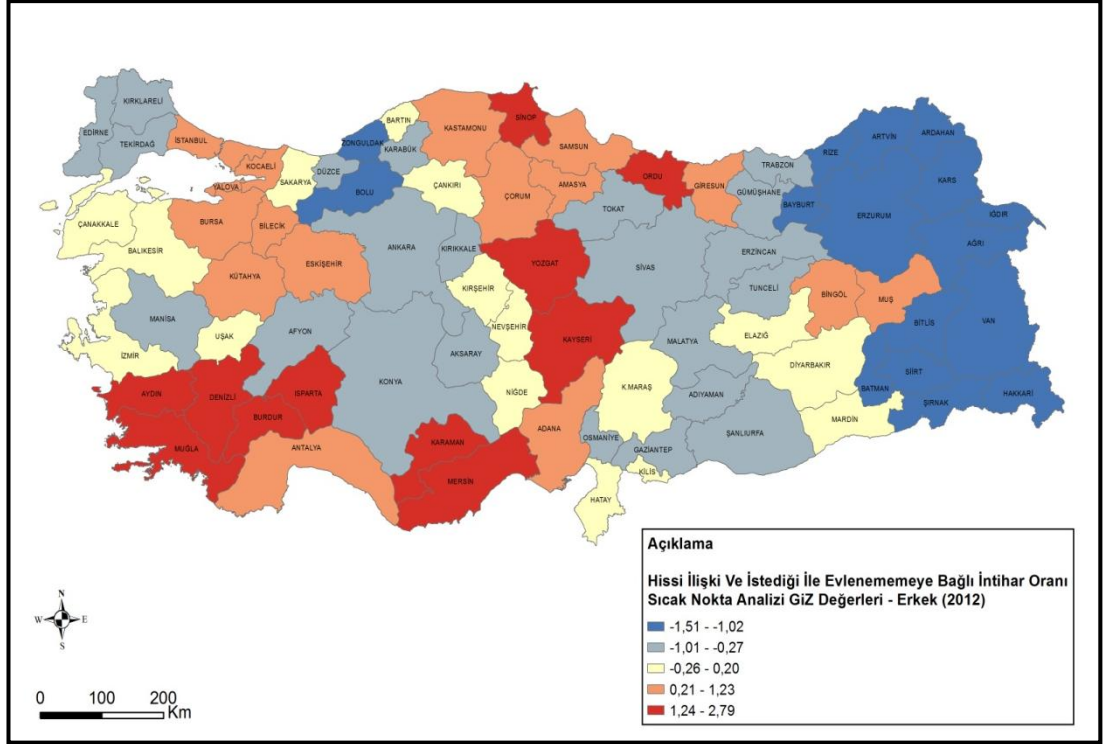 KIRKLARELİ
EDİRNE
TEKİRDAĞ
İSTANBUL
KOCAELİ
YALOVA
SAKARYA
DÜZCE
ZONGULDAK
BARTIN
KARABÜK
BOLU
KASTAMONU
SİNOP
ÇANKIRI
ÇORUM
SAMSUN
AMASYA
ORDU
GİRESUN
TOKAT
TRABZON
GÜMÜŞHANE
BAYBURT
RİZE
ARTVİN
ARDAHAN
KARS
IĞDIR
ERZURUM
AĞRI
ÇANAKKALE
BALIKESİR
BURSA
BİLECİK
KÜTAHYA
ESKİŞEHİR
ANKARA
KIRIKKALE
YOZGAT
SİVAS
ERZİNCAN
TUNCELİ
BİNGÖL
MUŞ
BİTLİS
VAN
MANİSA
UŞAK
AFYON
İZMİR
KIRŞEHİR
NEVŞEHİR
KAYSERİ
AKSARAY
KONYA
NİĞDE
MALATYA
ELAZIĞ
DİYARBAKIR
SİİRT
BATMAN
ŞIRNAK
HAKKARİ
MARDİN
AYDIN
DENİZLİ
ISPARTA
BURDUR
MUĞLA
ANTALYA
KARAMAN
MERSİN
ADANA
K.MARAŞ
ADIYAMAN
OSMANİYE
GAZİANTEP
ŞANLIURFA
KİLİS
HATAY
N
W E
S
0 100 200
Km
Açıklama
Hissi İlişki Ve İstediği İle Evlenememeye Bağlı İntihar Oranı
Sıcak Nokta Analizi GiZ Değerleri - Erkek (2012)
-1,51 - -1,02
-1,01 - -0,27
-0,26 - 0,20
0,21 - 1,23
1,24 - 2,79